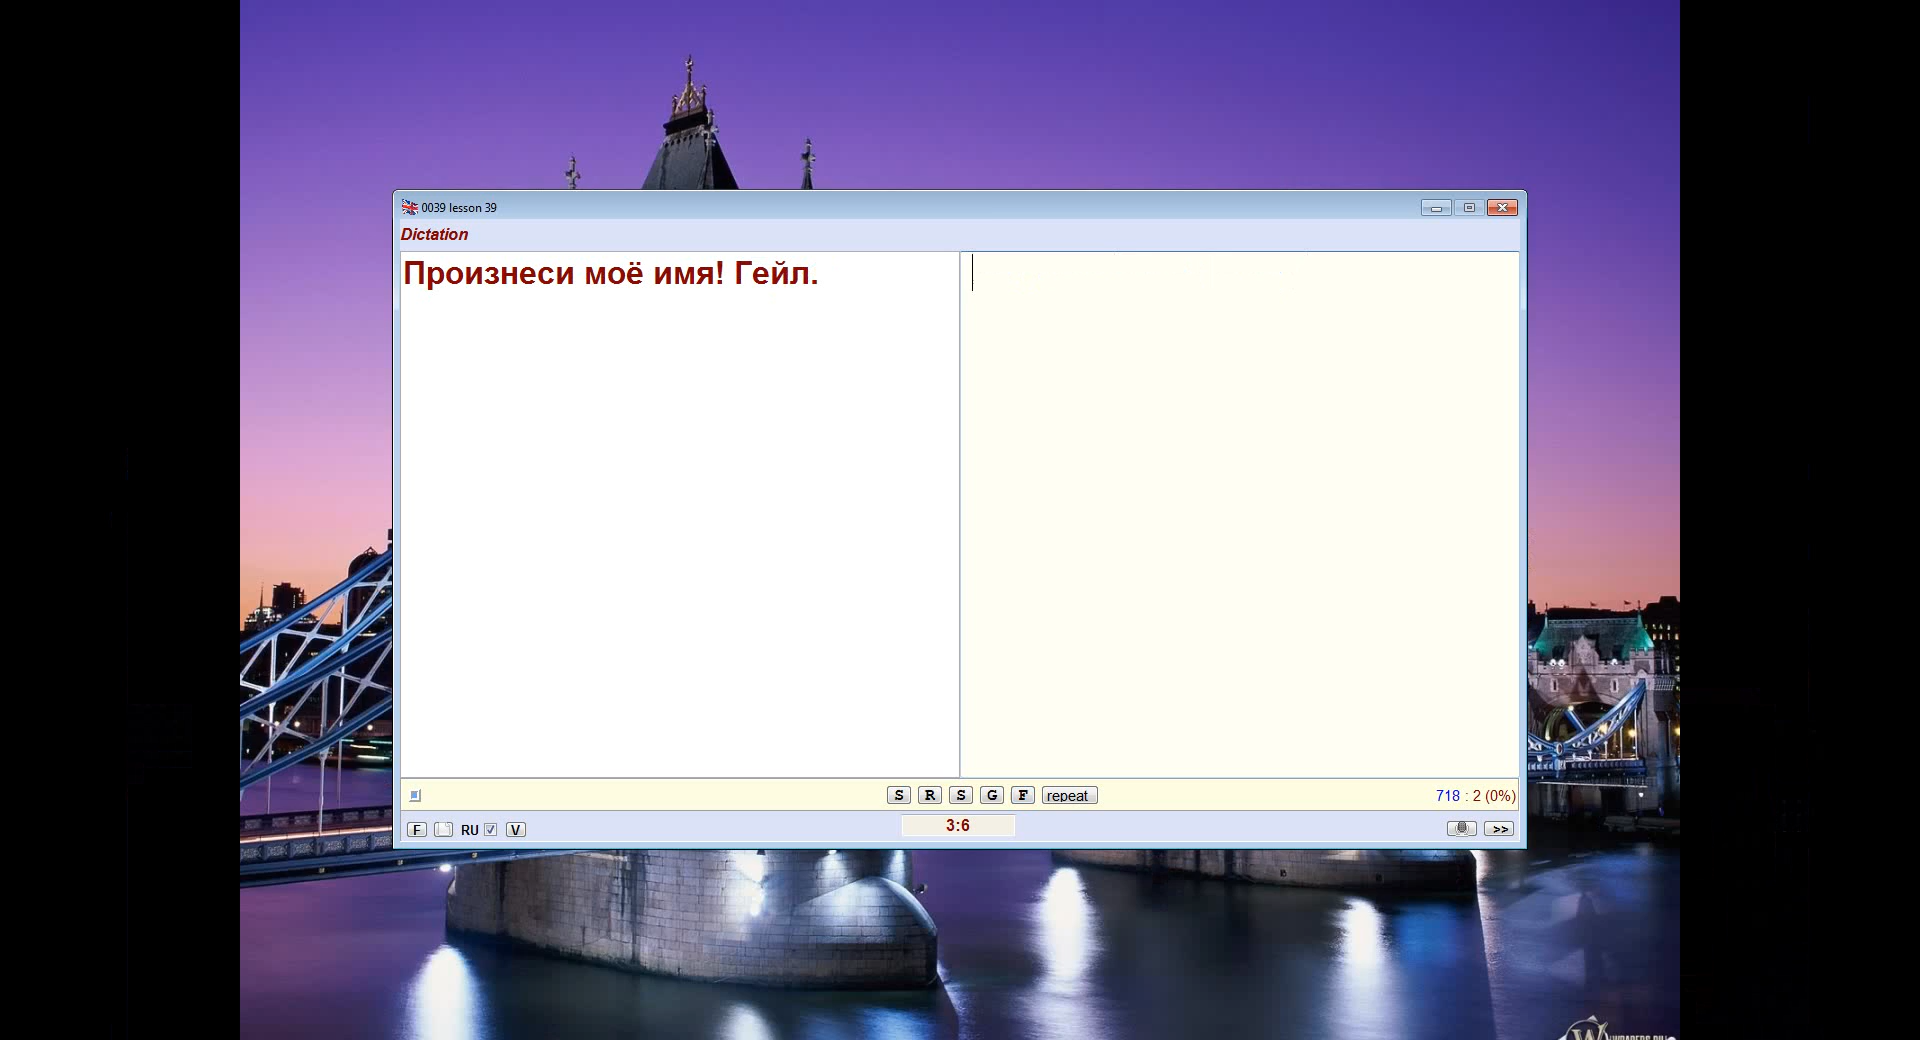 0039 lesson 39
Dictation
Произнеси моё имя! Гейл.
S R S G F repeat
718 : 2 (0%)
F RU V
3:6
>>